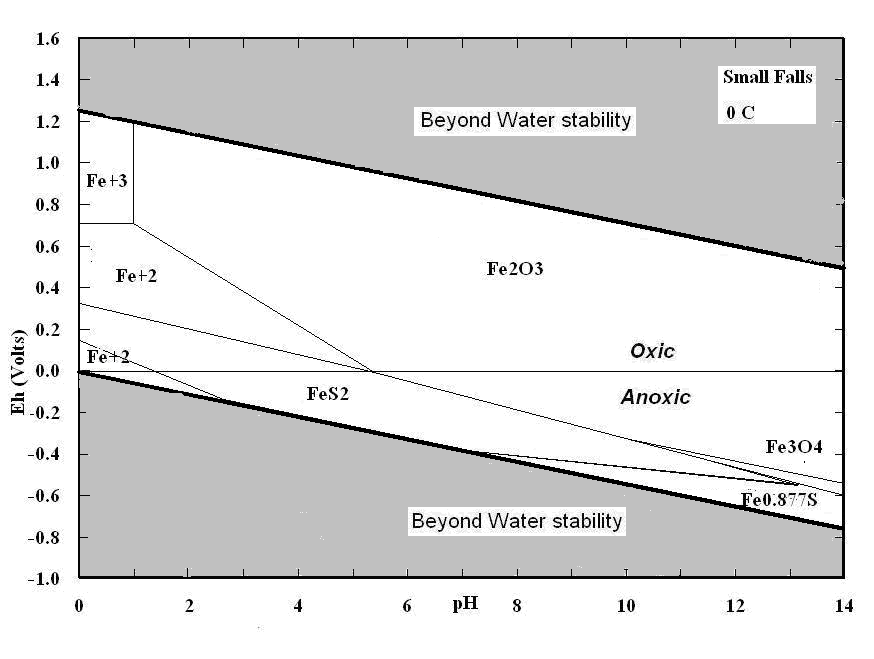 Small Falls
0 C
Beyond Water stability
Fe+3
Fe2O3
Fe+2
Oxic
Fe+2
FeS2
Anoxic
Fe3O4
Fe0.877S
Beyond Water stability
Eh (Volts)
1.6
1.4
1.2
1.0
0.8
0.6
0.4
0.2
0.0
-0.2
-0.4
-0.6
-0.8
-1.0
0 2 4 6 8 10 12 14
pH